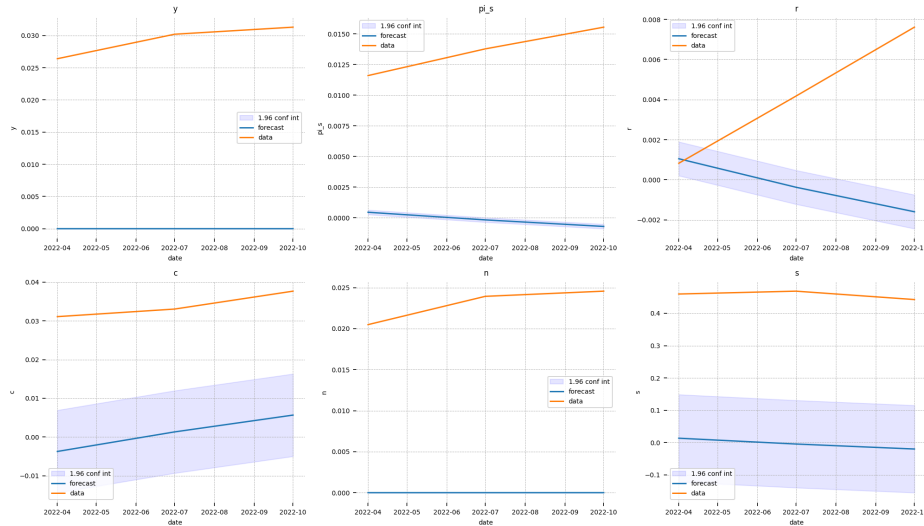 y
0.030
0.025
0.020
0.015
0.010
0.005
0.000
y
1.96 conf int
forecast
data
2022-04 2022-05 2022-06 2022-07 2022-08 2022-09 2022-10
date
pi_s
0.0150
0.0125
0.0100
0.0075
0.0050
0.0025
0.0000
pi_s
1.96 conf int
forecast
data
2022-04 2022-05 2022-06 2022-07 2022-08 2022-09 2022-10
date
r
0.008
0.006
0.004
0.002
0.000
−0.002
r
1.96 conf int
forecast
data
2022-04 2022-05 2022-06 2022-07 2022-08 2022-09
date
c
0.04
0.03
0.02
0.01
0.00
−0.01
c
1.96 conf int
forecast
data
2022-04 2022-05 2022-06 2022-07 2022-08 2022-09 2022-10
date
n
0.025
0.020
0.015
0.010
0.005
0.000
n
1.96 conf int
forecast
data
2022-04 2022-05 2022-06 2022-07 2022-08 2022-09 2022-10
date
s
0.4
0.3
0.2
0.1
0.0
−0.1
s
1.96 conf int
forecast
data
2022-04 2022-05 2022-06 2022-07 2022-08 2022-09
date